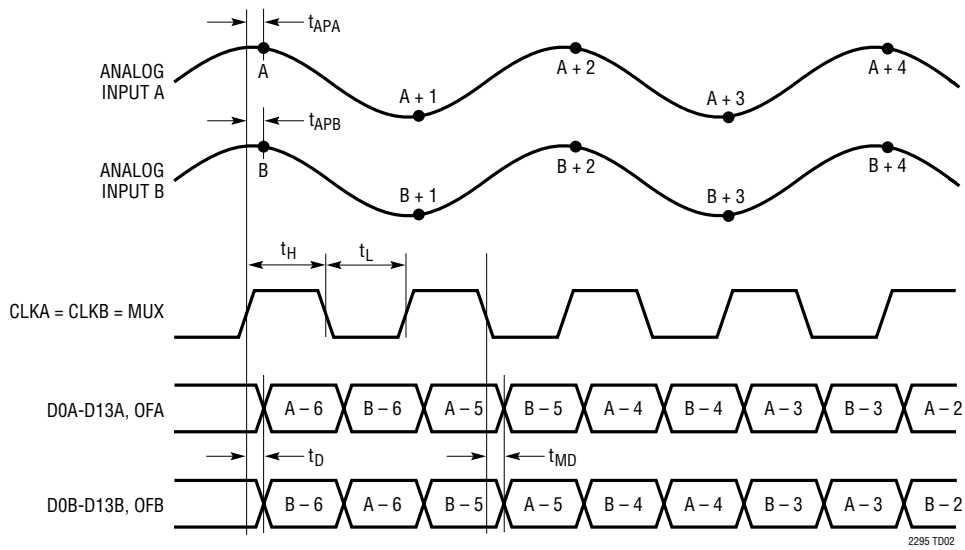 tAPA
ANALOG
INPUT A
A
A + 1
A + 2
A + 3
A + 4
tAPB
ANALOG
INPUT B
B
B + 1
B + 2
B + 3
B + 4
tH
tL
CLKA = CLKB = MUX
D0A-D13A, OFA
A – 6 B – 6 A – 5 B – 5 A – 4 B – 4 A – 3 B – 3 A – 2
tD
tMD
D0B-D13B, OFB
B – 6 A – 6 B – 5 A – 5 B – 4 A – 4 B – 3 A – 3 B – 2
2295 TD02